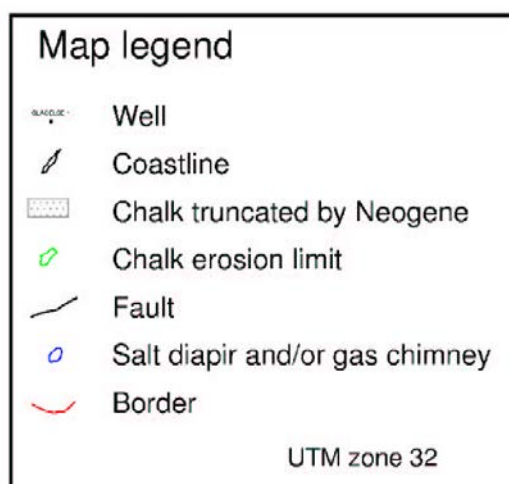 Map legend
Well
Coastline
Chalk truncated by Neogene
Chalk erosion limit
Fault
Salt diapir and/or gas chimney
Border
UTM zone 32